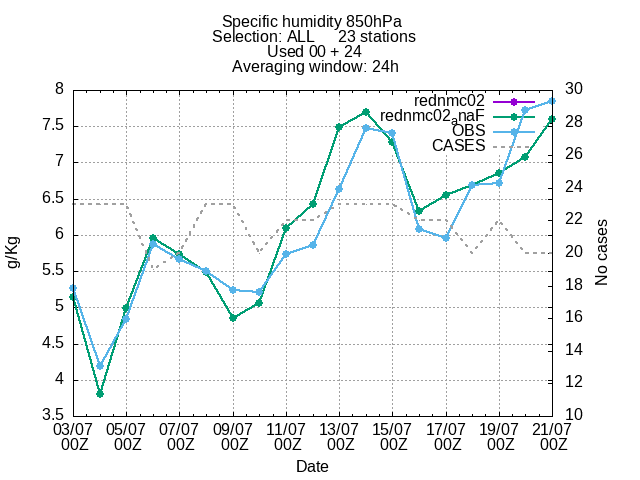 Specific humidity 850hPa
Selection: ALL 23 stations
Used 00 + 24
Averaging window: 24h
rednmc02
rednmc02anaF
OBS
CASES
8
7.5
7
6.5
6
5.5
5
4.5
4
3.5
30
28
26
24
22
20
18
16
14
12
10
g/Kg
No cases
03/07 05/07 07/07 09/07 11/07 13/07 15/07 17/07 19/07 21/07
00Z 00Z 00Z 00Z 00Z 00Z 00Z 00Z 00Z 00Z
Date